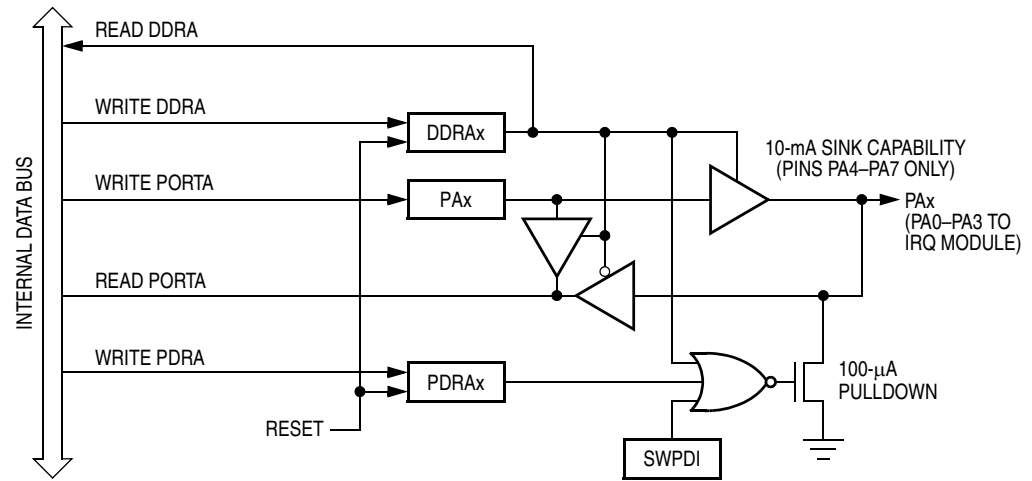 READ DDRA
WRITE DDRA
DDRAx
10-mA SINK CAPABILITY
(PINS PA4–PA7 ONLY)
WRITE PORTA
PAx
PAx
(PA0–PA3 TO
IRQ MODULE)
INTERNAL DATA BUS
READ PORTA
WRITE PDRA
PDRAx
100-μA
PULLDOWN
RESET
SWPDI